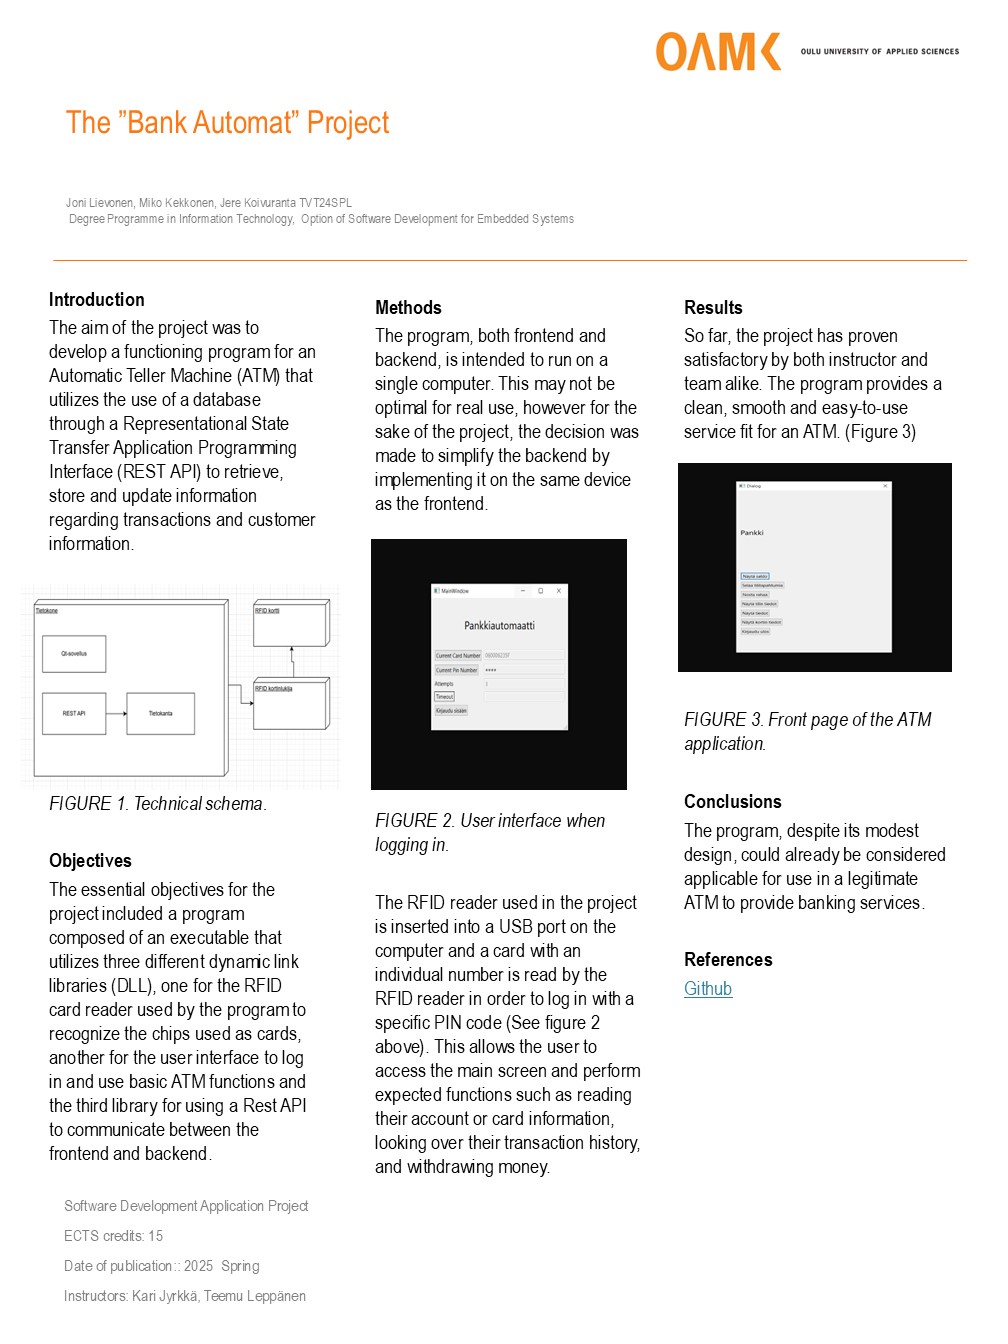 OAMK OULU UNIVERSITY OF APPLIED SCIENCES
The ”Bank Automat” Project
Joni Lievonen, Miko Kekkonen, Jere Koivuranta TVT24SPL
Degree Programme in Information Technology, Option of Software Development for Embedded Systems
Introduction
The aim of the project was to
develop a functioning program for an
Automatic Teller Machine (ATM) that
utilizes the use of a database
through a Representational State
Transfer Application Programming
Interface (REST API) to retrieve,
store and update information
regarding transactions and customer
information.
Tietokone
Qt-sovellus
REST API
Tietokanta
RFID kortti
RFID kortinlukija
FIGURE 1. Technical schema.
Objectives
The essential objectives for the
project included a program
composed of an executable that
utilizes three different dynamic link
libraries (DLL), one for the RFID
card reader used by the program to
recognize the chips used as cards,
another for the user interface to log
in and use basic ATM functions and
the third library for using a Rest API
to communicate between the
frontend and backend.
Methods
The program, both frontend and
backend, is intended to run on a
single computer. This may not be
optimal for real use, however for the
sake of the project, the decision was
made to simplify the backend by
implementing it on the same device
as the frontend.
MainWindow
Pankkiautomaatti
Current Card Number
Current Pin Number ****
Attempts
Timeout
Kirjaudu sisään
FIGURE 2. User interface when
logging in.
The RFID reader used in the project
is inserted into a USB port on the
computer and a card with an
individual number is read by the
RFID reader in order to log in with a
specific PIN code (See figure 2
above). This allows the user to
access the main screen and perform
expected functions such as reading
their account or card information,
looking over their transaction history,
and withdrawing money.
Results
So far, the project has proven
satisfactory by both instructor and
team alike. The program provides a
clean, smooth and easy-to-use
service fit for an ATM. (Figure 3)
Dialog
Pankki
Näytä saldo
Selaa tilitapahtumia
Nosta rahaa
Näytä tilin tiedot
Näytä tiedot
Näytä kortin tiedot
Kirjaudu ulos
FIGURE 3. Front page of the ATM
application.
Conclusions
The program, despite its modest
design, could already be considered
applicable for use in a legitimate
ATM to provide banking services.
References
Github
Software Development Application Project
ECTS credits: 15
Date of publication:: 2025 Spring
Instructors: Kari Jyrkkä, Teemu Leppänen